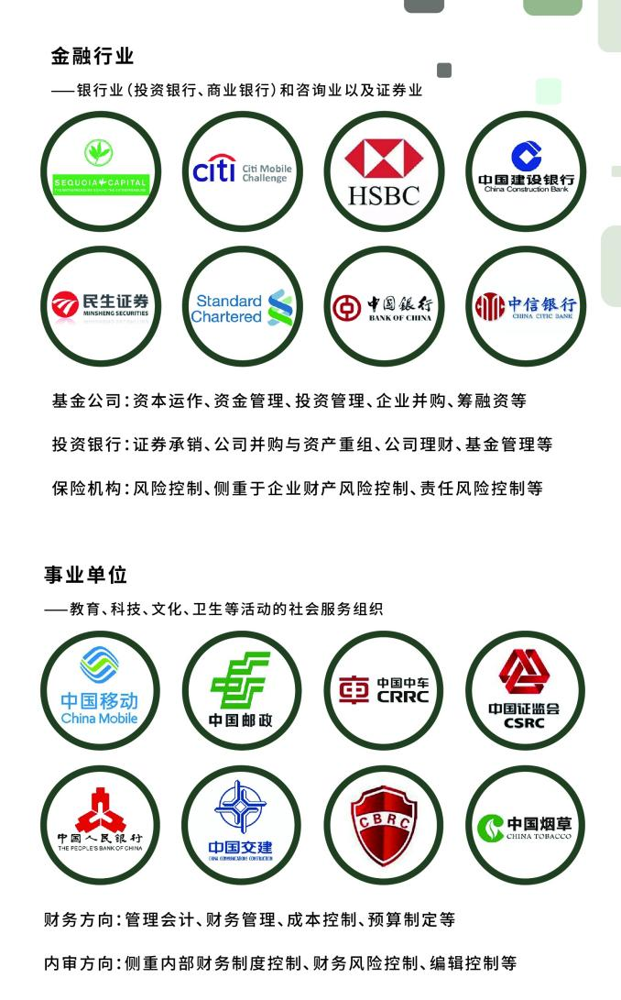 金融行业
——银行业（投资银行、商业银行）和咨询业以及证券业
SEQUOIA CAPITAL
citi Citi Mobile Challenge
HSBC
中国建设银行
China Construction Bank
民生证券
MINSHENG SECURITIES
Standard Chartered
中国银行
BANK OF CHINA
中信银行
CHINA CITIC BANK
基金公司：资本运作、资金管理、投资管理、企业并购、筹融资等
投资银行：证券承销、公司并购与资产重组、公司理财、基金管理等
保险机构：风险控制、侧重于企业财产风险控制、责任风险控制等
事业单位
——教育、科技、文化、卫生等活动的社会服务组织
中国移动
China Mobile
中国邮政
中国中车
CRRC
中国证监会
CSRC
中国人民银行
THE PEOPLE'S BANK OF CHINA
中国交建
CHINA COMMUNICATIONS CONSTRUCTION
CBRC
中国烟草
CHINA TOBACCO
财务方向：管理会计、财务管理、成本控制、预算制定等
内审方向：侧重内部财务制度控制、财务风险控制、编辑控制等